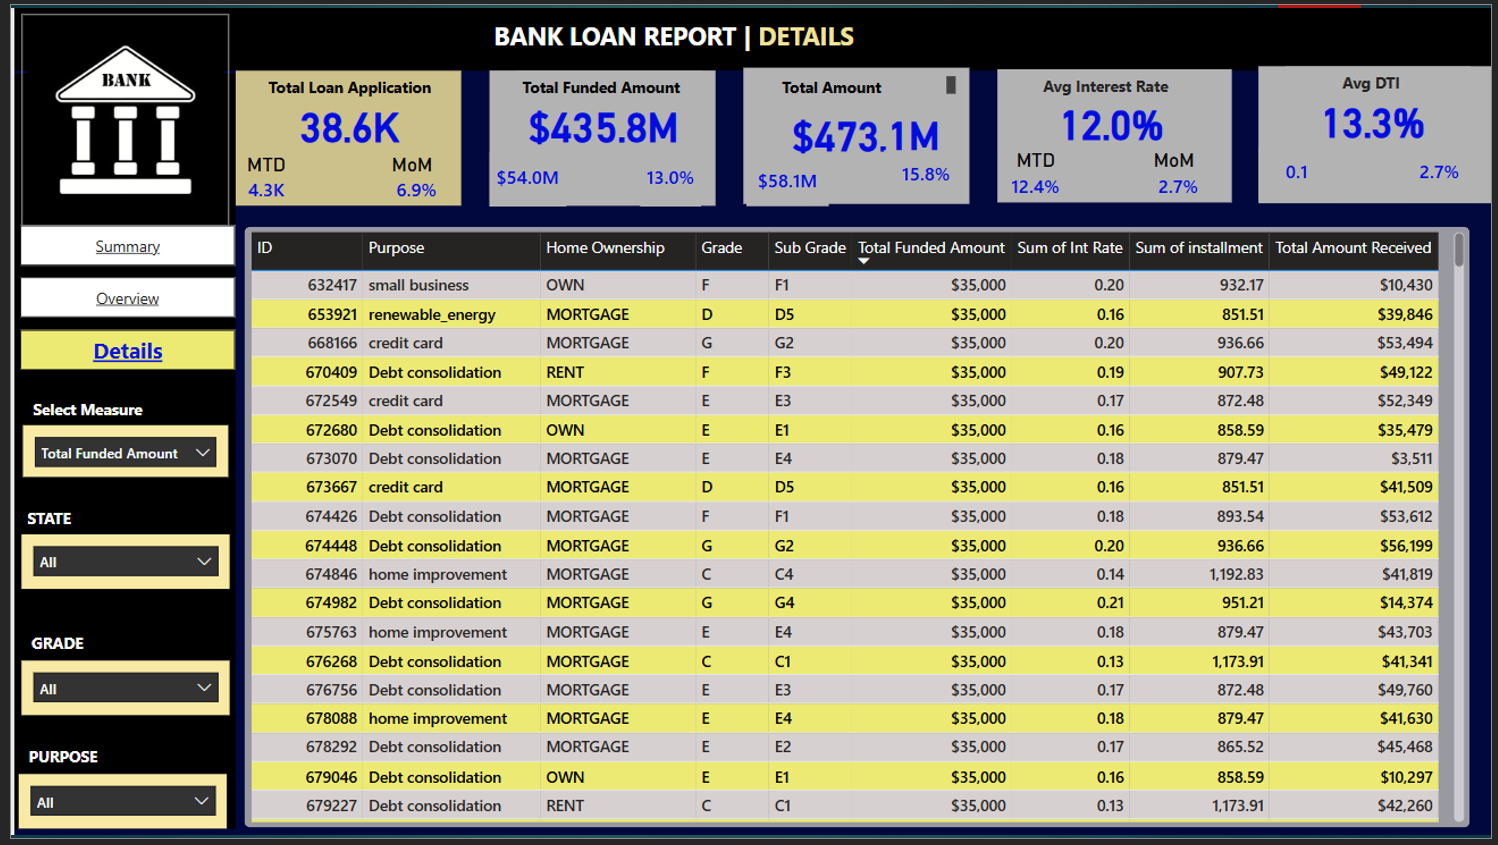 BANK LOAN REPORT | DETAILS
BANK
Total Loan Application
38.6K
MTD MoM
4.3K 6.9%
Total Funded Amount
$435.8M
$54.0M 13.0%
Total Amount
$473.1M
$58.1M 15.8%
Avg Interest Rate
12.0%
MTD MoM
12.4% 2.7%
Avg DTI
13.3%
0.1 2.7%
Summary
Overview
Details
Select Measure
Total Funded Amount
STATE
All
GRADE
All
PURPOSE
All
ID Purpose Home Ownership Grade Sub Grade Total Funded Amount Sum of Int Rate Sum of installment Total Amount Received
632417 small business OWN F F1 $35,000 0.20 932.17 $10,430
653921 renewable_energy MORTGAGE D D5 $35,000 0.16 851.51 $39,846
668166 credit card MORTGAGE G G2 $35,000 0.20 936.66 $53,494
670409 Debt consolidation RENT F F3 $35,000 0.19 907.73 $49,122
672549 credit card MORTGAGE E E3 $35,000 0.17 872.48 $52,349
672680 Debt consolidation OWN E E1 $35,000 0.16 858.59 $35,479
673070 Debt consolidation MORTGAGE E E4 $35,000 0.18 879.47 $3,511
673667 credit card MORTGAGE D D5 $35,000 0.16 851.51 $41,509
674426 Debt consolidation MORTGAGE F F1 $35,000 0.18 893.54 $53,612
674448 Debt consolidation MORTGAGE G G2 $35,000 0.20 936.66 $56,199
674846 home improvement MORTGAGE C C4 $35,000 0.14 1,192.83 $41,819
674982 Debt consolidation MORTGAGE G G4 $35,000 0.21 951.21 $14,374
675763 home improvement MORTGAGE E E4 $35,000 0.18 879.47 $43,703
676268 Debt consolidation MORTGAGE C C1 $35,000 0.13 1,173.91 $41,341
676756 Debt consolidation MORTGAGE E E3 $35,000 0.17 872.48 $49,760
678088 home improvement MORTGAGE E E4 $35,000 0.18 879.47 $41,630
678292 Debt consolidation MORTGAGE E E2 $35,000 0.17 865.52 $45,468
679046 Debt consolidation OWN E E1 $35,000 0.16 858.59 $10,297
679227 Debt consolidation RENT C C1 $35,000 0.13 1,173.91 $42,260